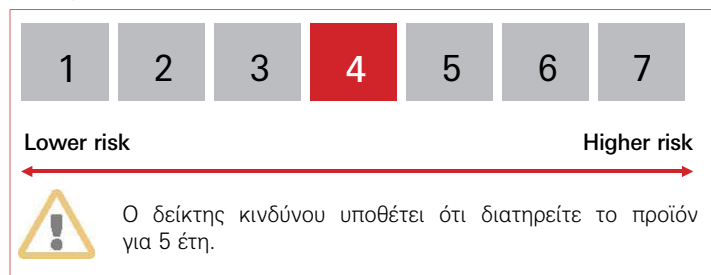 1 2 3 4 5 6 7
Lower risk Higher risk
Ο δείκτης κινδύνου υποθέτει ότι διατηρείτε το προϊόν
για 5 έτη.